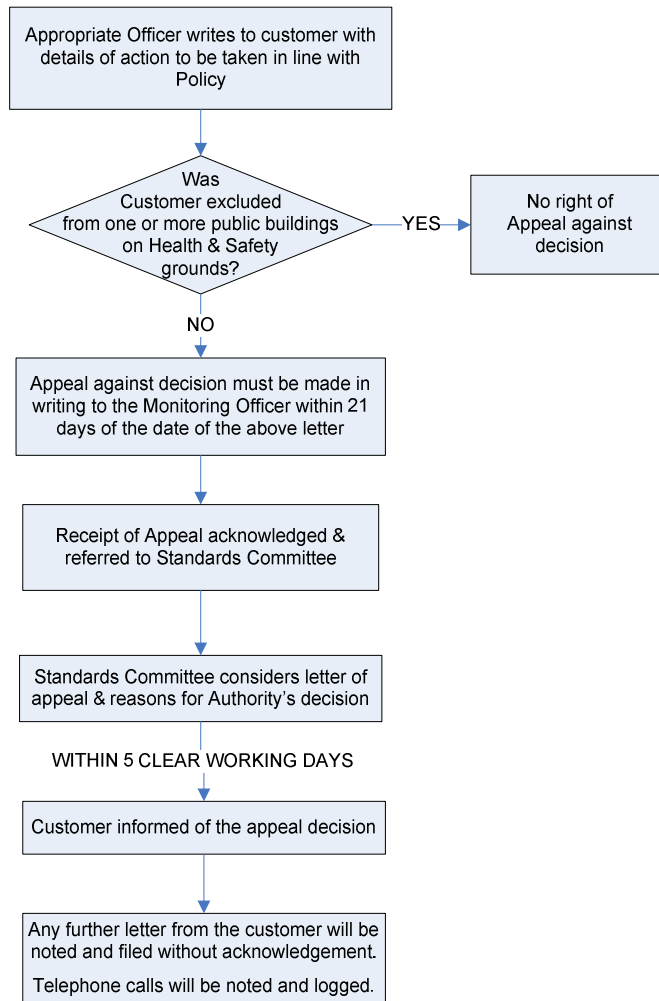 Appropriate Officer writes to customer with
details of action to be taken in line with
Policy
Was
Customer excluded
from one or more public buildings
on Health & Safety
grounds?
YES
No right of
Appeal against
decision
NO
Appeal against decision must be made in
writing to the Monitoring Officer within 21
days of the date of the above letter
Receipt of Appeal acknowledged &
referred to Standards Committee
Standards Committee considers letter of
appeal & reasons for Authority's decision
WITHIN 5 CLEAR WORKING DAYS
Customer informed of the appeal decision
Any further letter from the customer will be
noted and filed without acknowledgement.
Telephone calls will be noted and logged.